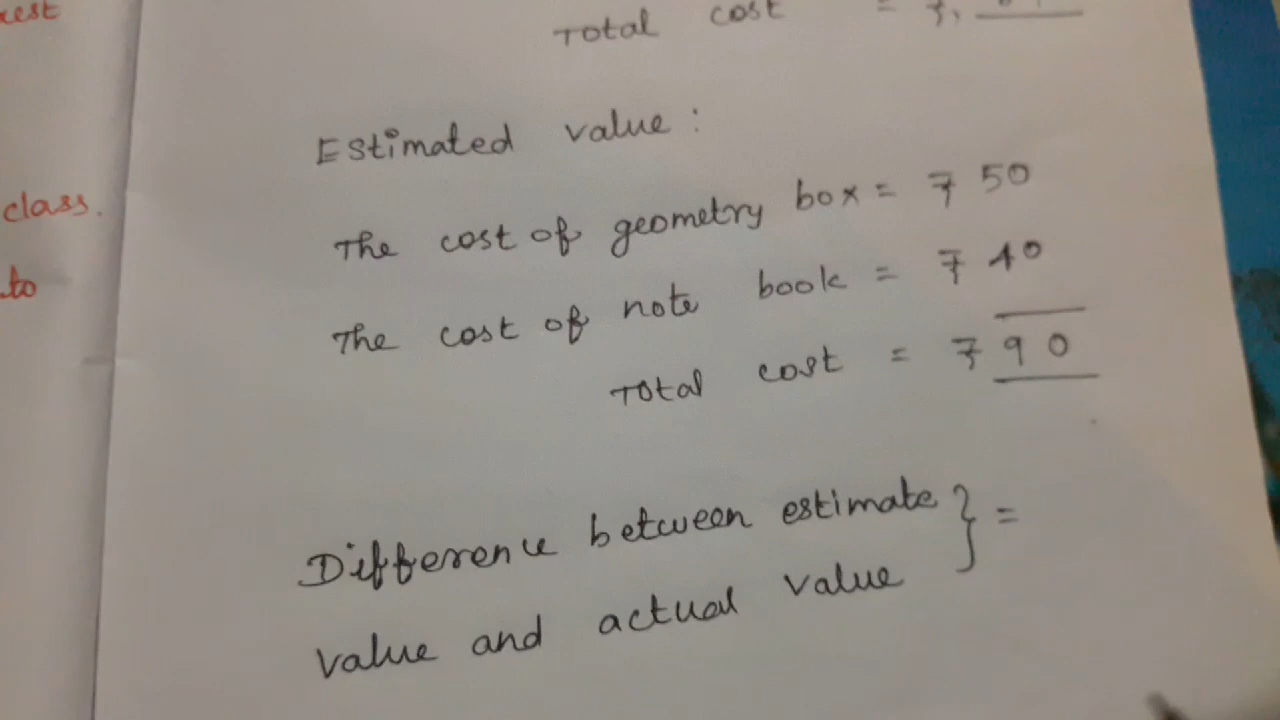 rest
Total cost = ₹.
Estimated value :
class.
The cost of geometry box = ₹ 50
to
The cost of note book = ₹ 40
Total cost = ₹ 90
Difference between estimate } =
value and actual value